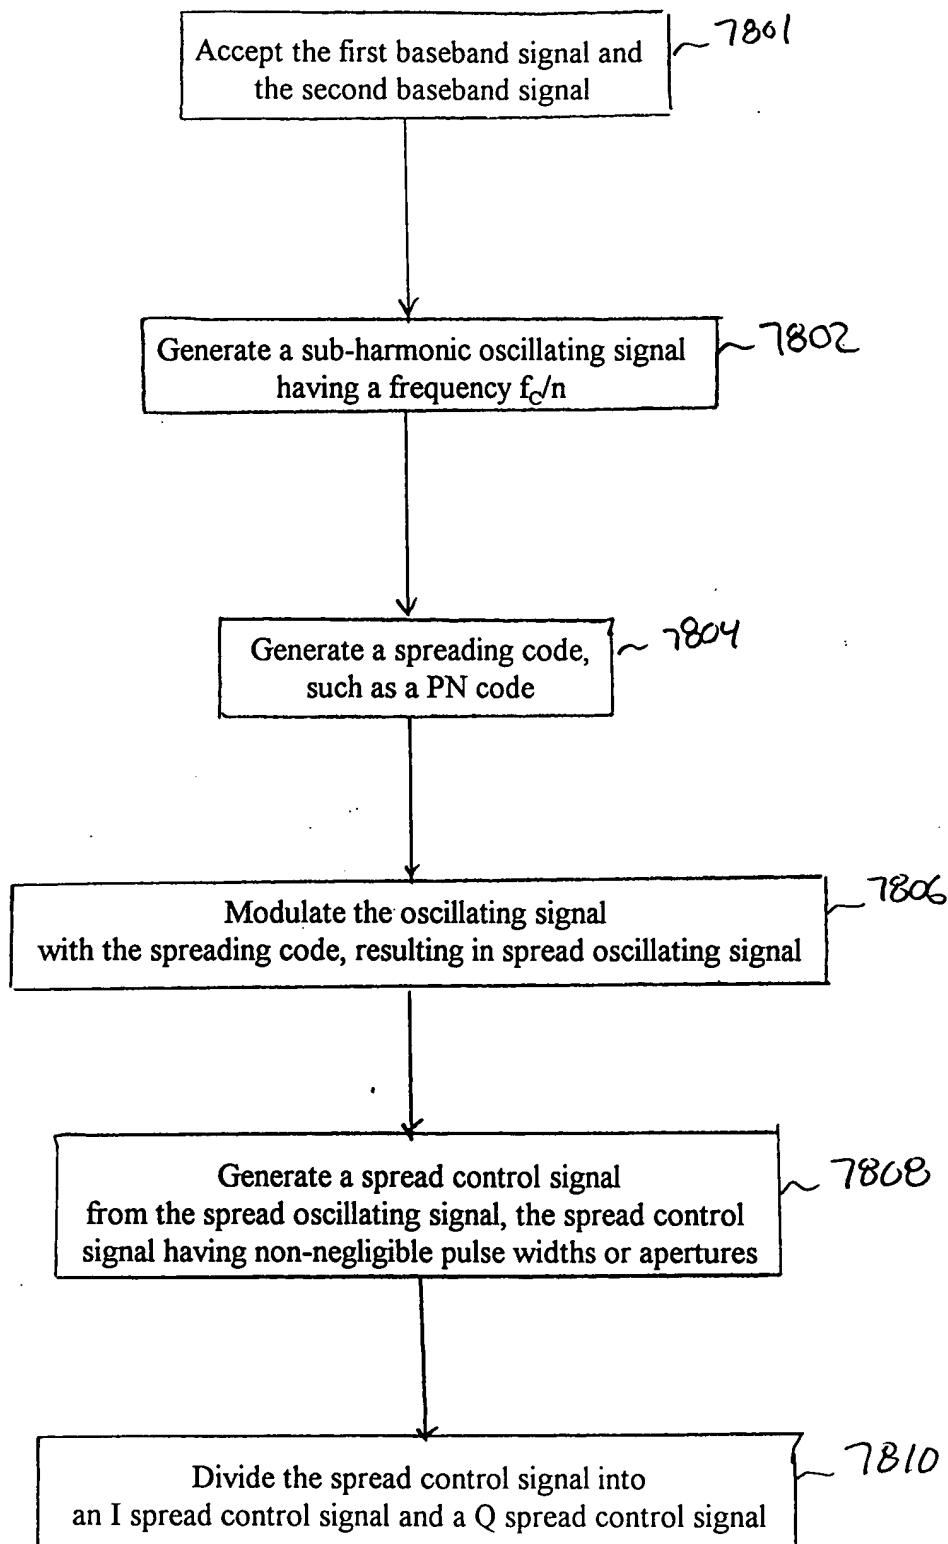 Accept the first baseband signal and
the second baseband signal
7801
Generate a sub-harmonic oscillating signal
having a frequency fC/n
7802
Generate a spreading code,
such as a PN code
7804
Modulate the oscillating signal
with the spreading code, resulting in spread oscillating signal
7806
Generate a spread control signal
from the spread oscillating signal, the spread control
signal having non-negligible pulse widths or apertures
7808
Divide the spread control signal into
an I spread control signal and a Q spread control signal
7810